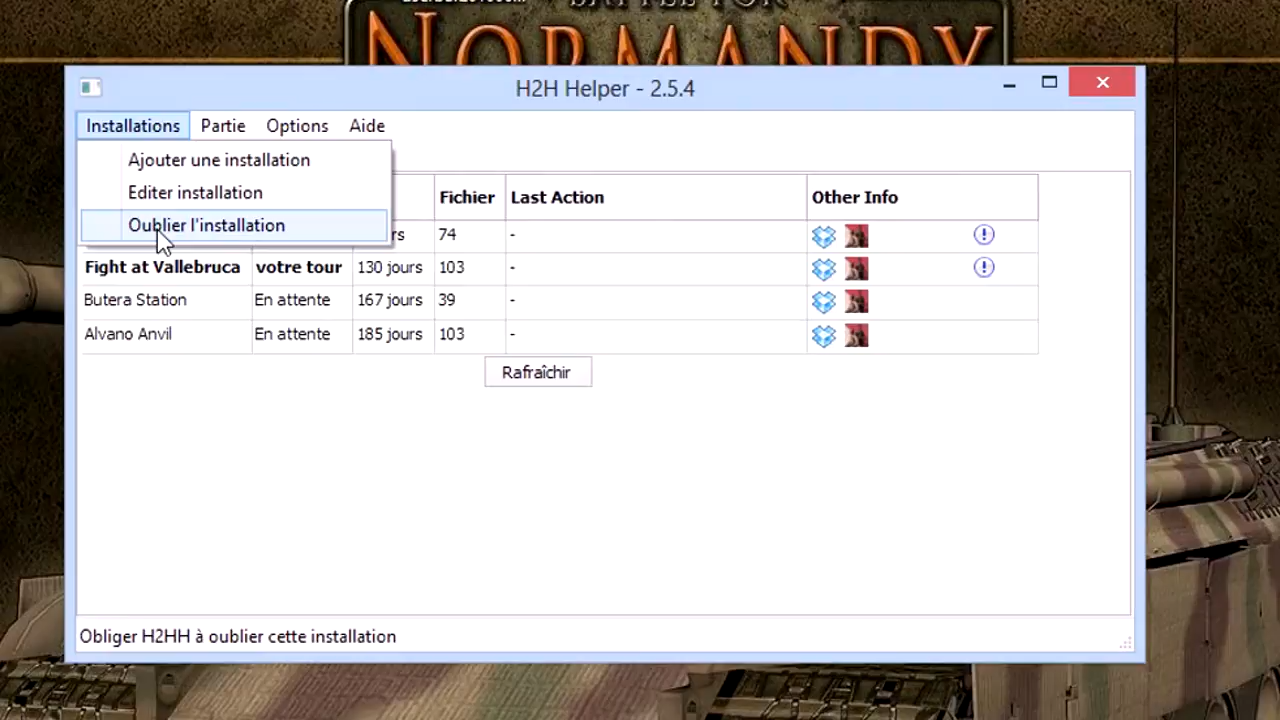 NORMANDY
H2H Helper - 2.5.4
Installations Partie Options Aide
Ajouter une installation
Editer installation
Oublier l'installation
Fichier Last Action Other Info
rs 74 -
Fight at Vallebruca votre tour 130 jours 103 -
Butera Station En attente 167 jours 39 -
Alvano Anvil En attente 185 jours 103 -
Rafraîchir
Obliger H2HH à oublier cette installation